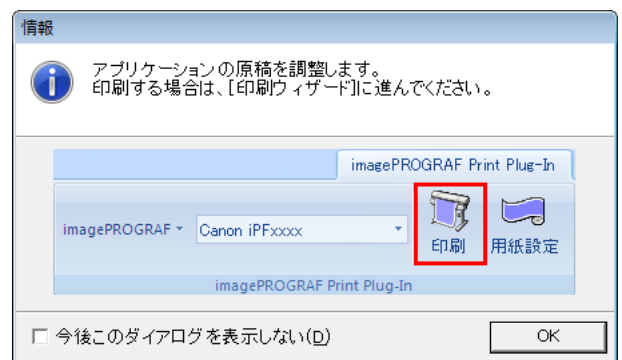 情報
アプリケーションの原稿を調整します。
印刷する場合は、[印刷ウィザード]に進んでください。
imagePROGRAF Print Plug-In
imagePROGRAF Canon iPFxxxx 印刷 用紙設定
imagePROGRAF Print Plug-In
今後このダイアログを表示しない(D) OK